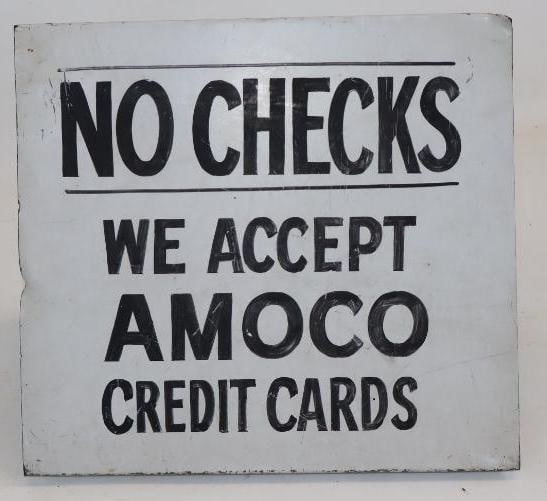 NO CHECKS
WE ACCEPT
AMOCO
CREDIT CARDS